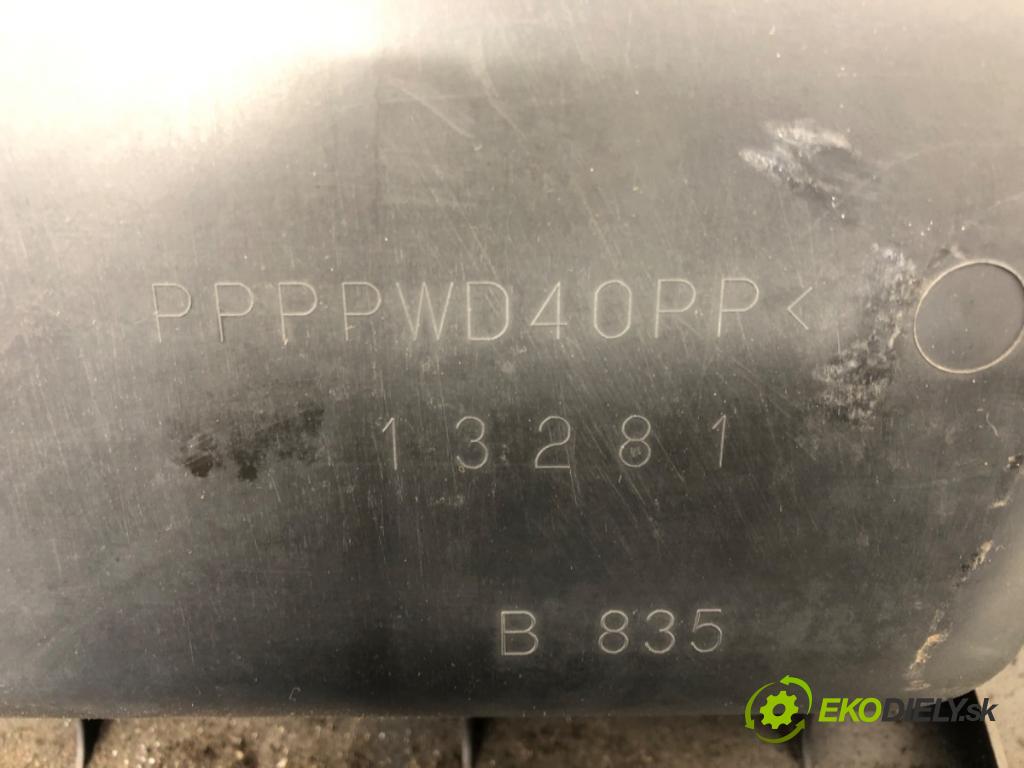 PPPPWD40PP<
13281
B 835
EKODIELY.sk